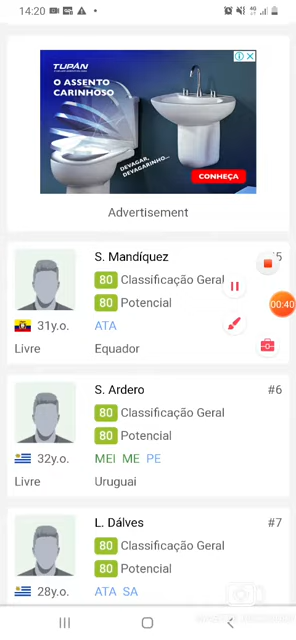 14:20
TUPÁN
O ASSENTO
CARINHOSO
DEVAGAR,
DEVAGARINHO...
CONHEÇA
Advertisement
S. Mandíquez
80 Classificação Geral
80 Potencial
00:40
31y.o.
ATA
Livre
Equador
S. Ardero
#6
80 Classificação Geral
80 Potencial
32y.o.
MEI ME PE
Livre
Uruguai
L. Dálves
#7
80 Classificação Geral
80 Potencial
28y.o.
ATA SA